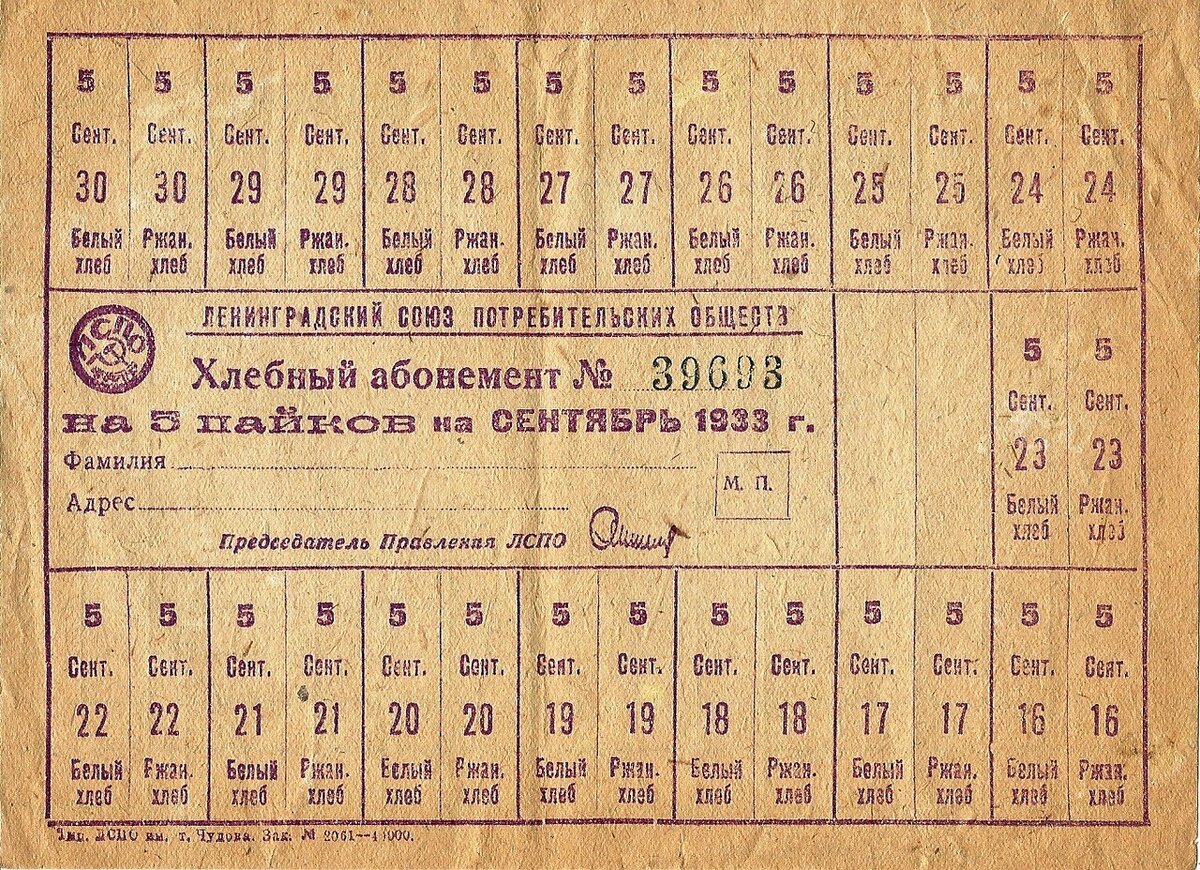 5 5 5 5 5 5 5 5 5 5 5 5 5 5
Сент. Сент. Сент. Сент. Сент. Сент. Сент. Сент. Сент. Сент. Сент. Сент. Сент. Сент.
30 30 29 29 28 28 27 27 26 26 25 25 24 24
Белый Ржан. Белый Ржан. Белый Ржан. Белый Ржан. Белый Ржан. Белый Ржан. Белый Ржан.
хлеб хлеб хлеб хлеб хлеб хлеб хлеб хлеб хлеб хлеб хлеб хлеб хлеб хлеб
ЛСПО
ЛЕНИНГРАДСКИЙ СОЮЗ ПОТРЕБИТЕЛЬСКИХ ОБЩЕСТВ
Хлебный абонемент № 39693
на 5 пайков на СЕНТЯБРЬ 1933 г.
Фамилия
Адрес
М. П.
Председатель Правления ЛСПО
5 5
Сент. Сент.
23 23
Белый Ржан.
хлеб хлеб
5 5 5 5 5 5 5 5 5 5 5 5 5 5
Сент. Сент. Сент. Сент. Сент. Сент. Сент. Сент. Сент. Сент. Сент. Сент. Сент. Сент.
22 22 21 21 20 20 19 19 18 18 17 17 16 16
Белый Ржан. Белый Ржан. Белый Ржан. Белый Ржан. Белый Ржан. Белый Ржан. Белый Ржан.
хлеб хлеб хлеб хлеб хлеб хлеб хлеб хлеб хлеб хлеб хлеб хлеб хлеб хлеб
Тип. ЛСПО им. т. Чудова. Зак. № 2061